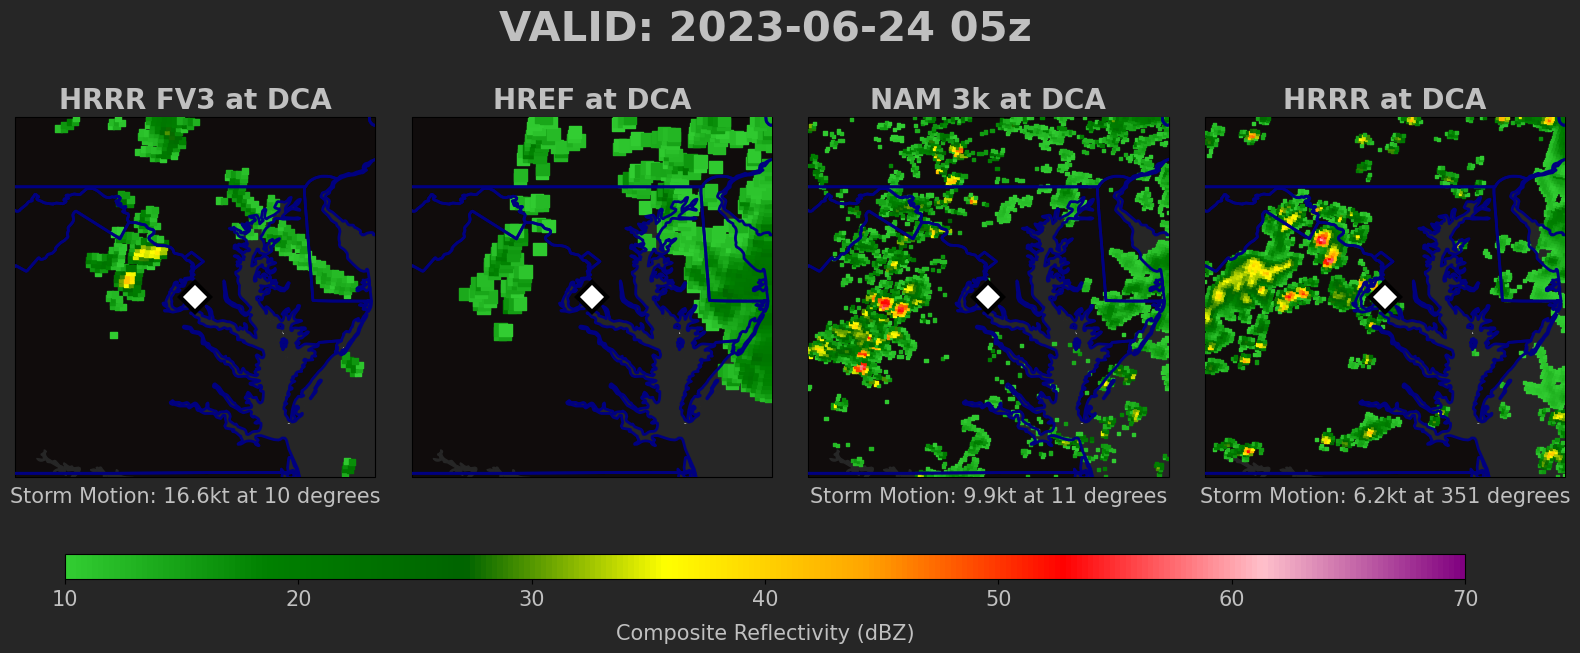 VALID: 2023-06-24 05z
HRRR FV3 at DCA
HREF at DCA
NAM 3k at DCA
HRRR at DCA
Storm Motion: 16.6kt at 10 degrees
Storm Motion: 9.9kt at 11 degrees
Storm Motion: 6.2kt at 351 degrees
10 20 30 40 50 60 70
Composite Reflectivity (dBZ)